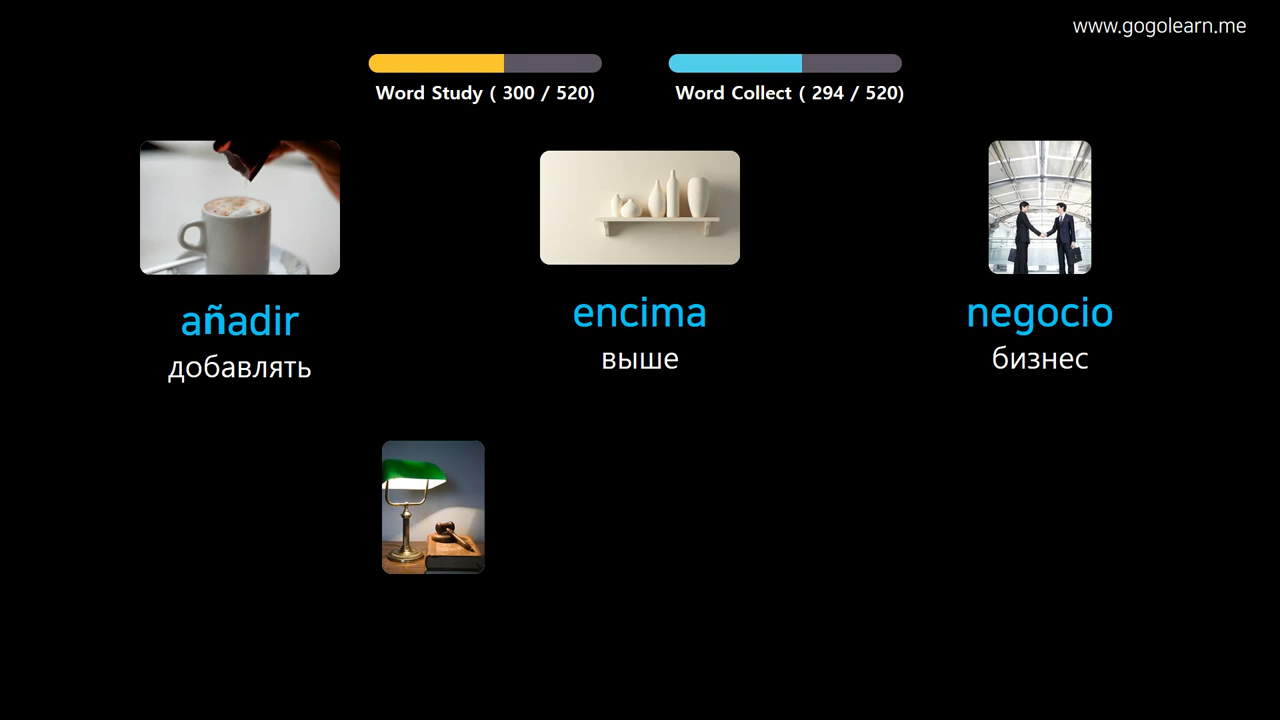 www.gogolearn.me
Word Study ( 300 / 520)
Word Collect ( 294 / 520)
añadir
добавлять
encima
выше
negocio
бизнес